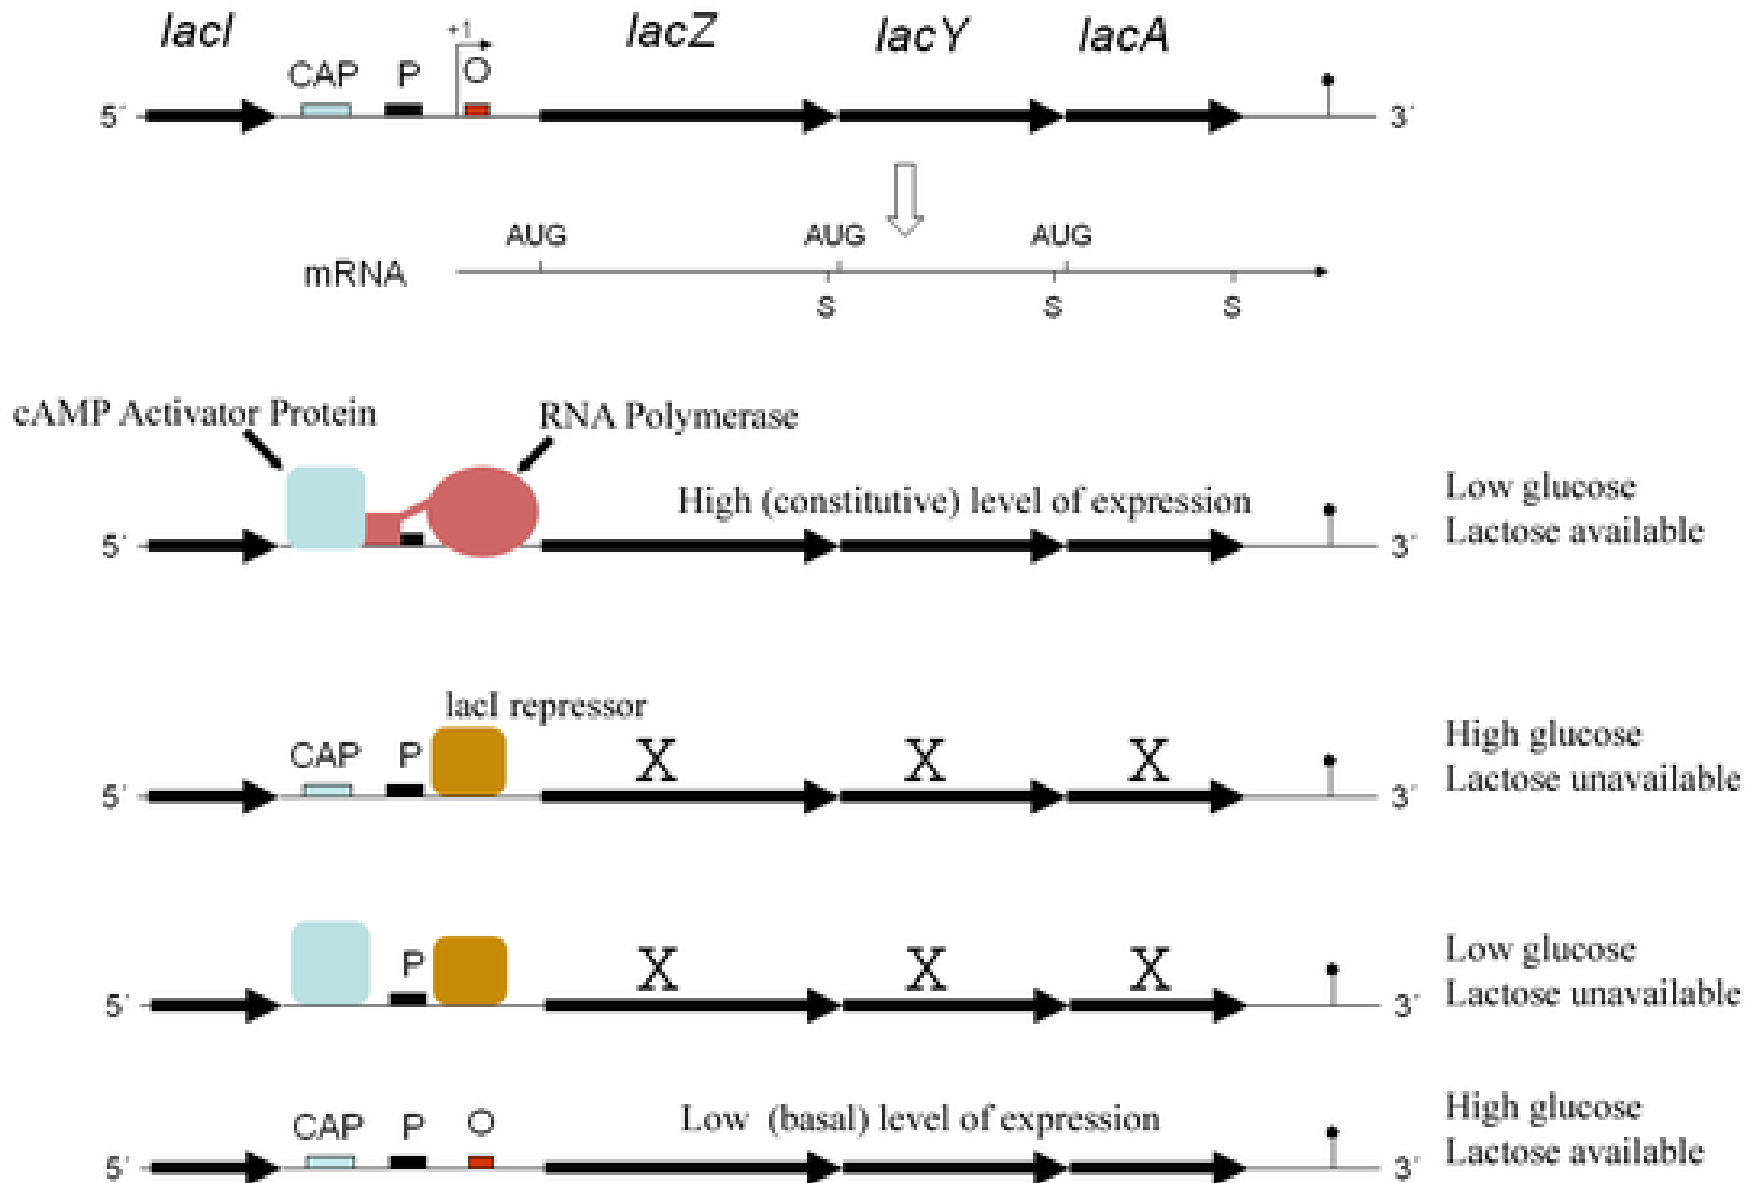 lacI lacZ lacY lacA
+1
CAP P O
5´ 3´
AUG AUG AUG
mRNA
S S S
cAMP Activator Protein RNA Polymerase
High (constitutive) level of expression
Low glucose
Lactose available
5´ 3´
lacI repressor
CAP P X X X
High glucose
Lactose unavailable
5´ 3´
P X X X
Low glucose
Lactose unavailable
5´ 3´
CAP P O Low (basal) level of expression
High glucose
Lactose available
5´ 3´